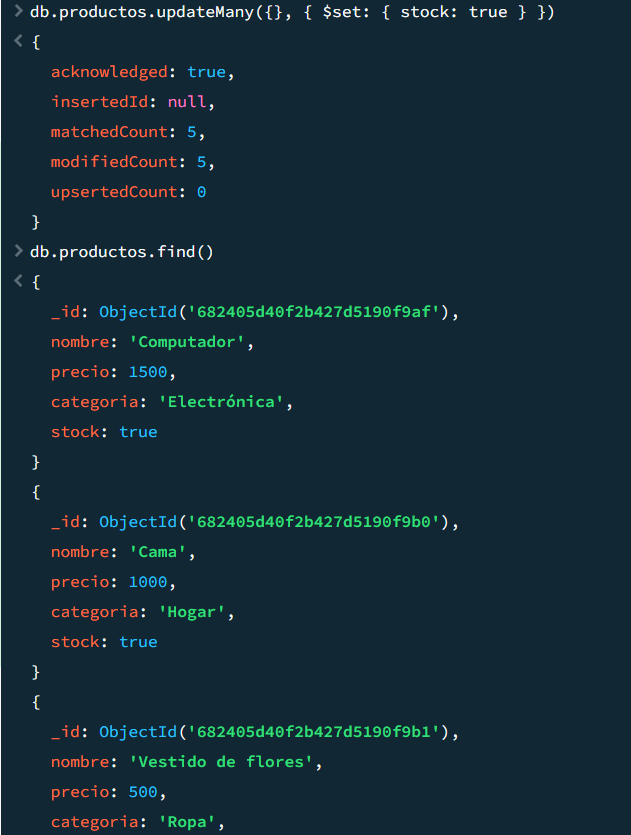 > db.productos.updateMany({}, { $set: { stock: true } })
< {
acknowledged: true,
insertedId: null,
matchedCount: 5,
modifiedCount: 5,
upsertedCount: 0
}
> db.productos.find()
< {
_id: ObjectId('682405d40f2b427d5190f9af'),
nombre: 'Computador',
precio: 1500,
categoria: 'Electrónica',
stock: true
}
{
_id: ObjectId('682405d40f2b427d5190f9b0'),
nombre: 'Cama',
precio: 1000,
categoria: 'Hogar',
stock: true
}
{
_id: ObjectId('682405d40f2b427d5190f9b1'),
nombre: 'Vestido de flores',
precio: 500,
categoria: 'Ropa',